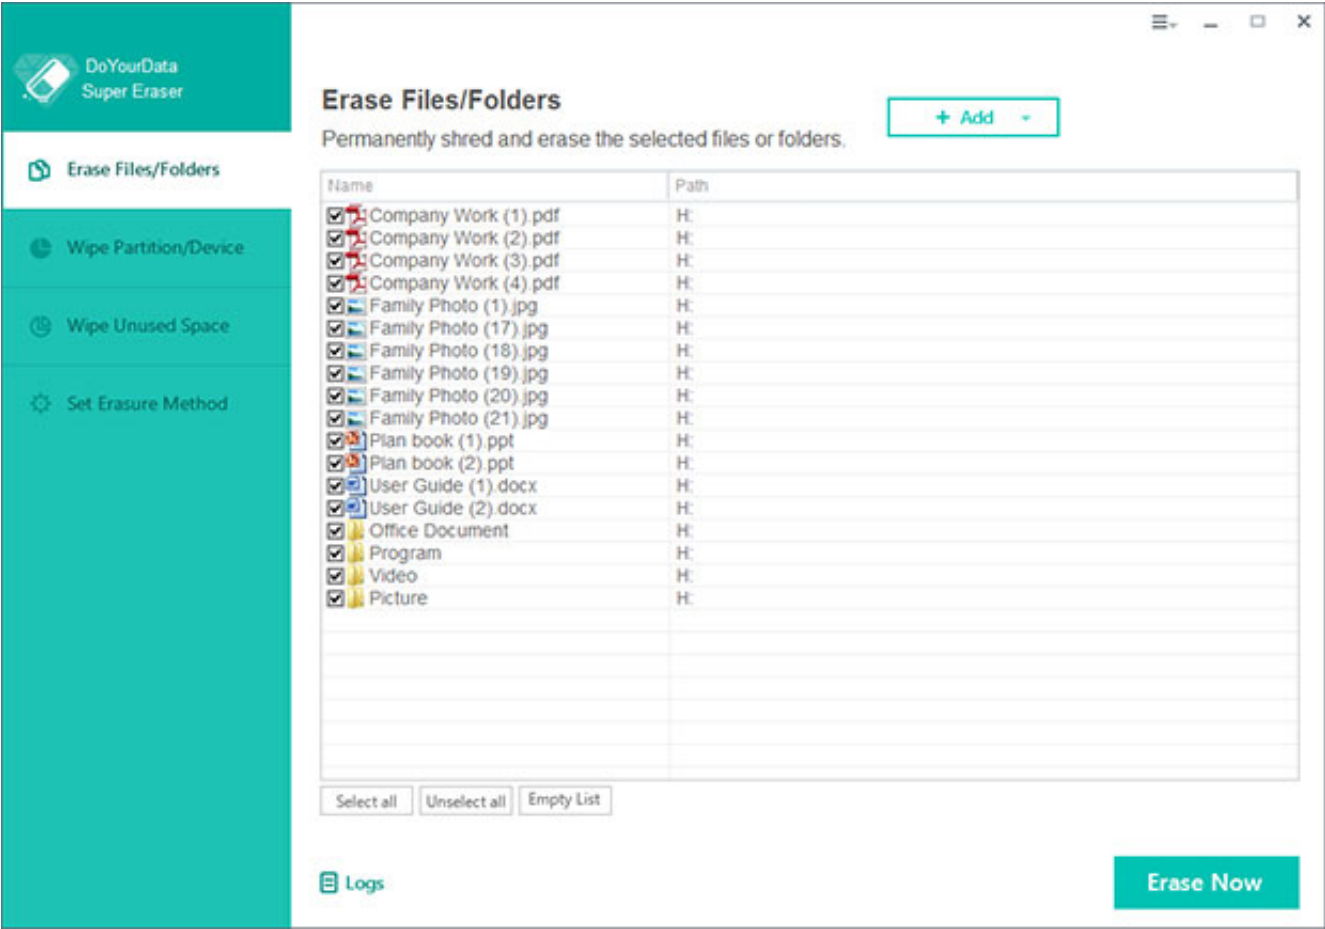 DoYourData
Super Eraser
Erase Files/Folders
Wipe Partition/Device
Wipe Unused Space
Set Erasure Method
Erase Files/Folders
Permanently shred and erase the selected files or folders.
+ Add
Name Path
Company Work (1).pdf H:
Company Work (2).pdf H:
Company Work (3).pdf H:
Company Work (4).pdf H:
Family Photo (1).jpg H:
Family Photo (17).jpg H:
Family Photo (18).jpg H:
Family Photo (19).jpg H:
Family Photo (20).jpg H:
Family Photo (21).jpg H:
Plan book (1).ppt H:
Plan book (2).ppt H:
User Guide (1).docx H:
User Guide (2).docx H:
Office Document H:
Program H:
Video H:
Picture H:
Select all Unselect all Empty List
Logs
Erase Now